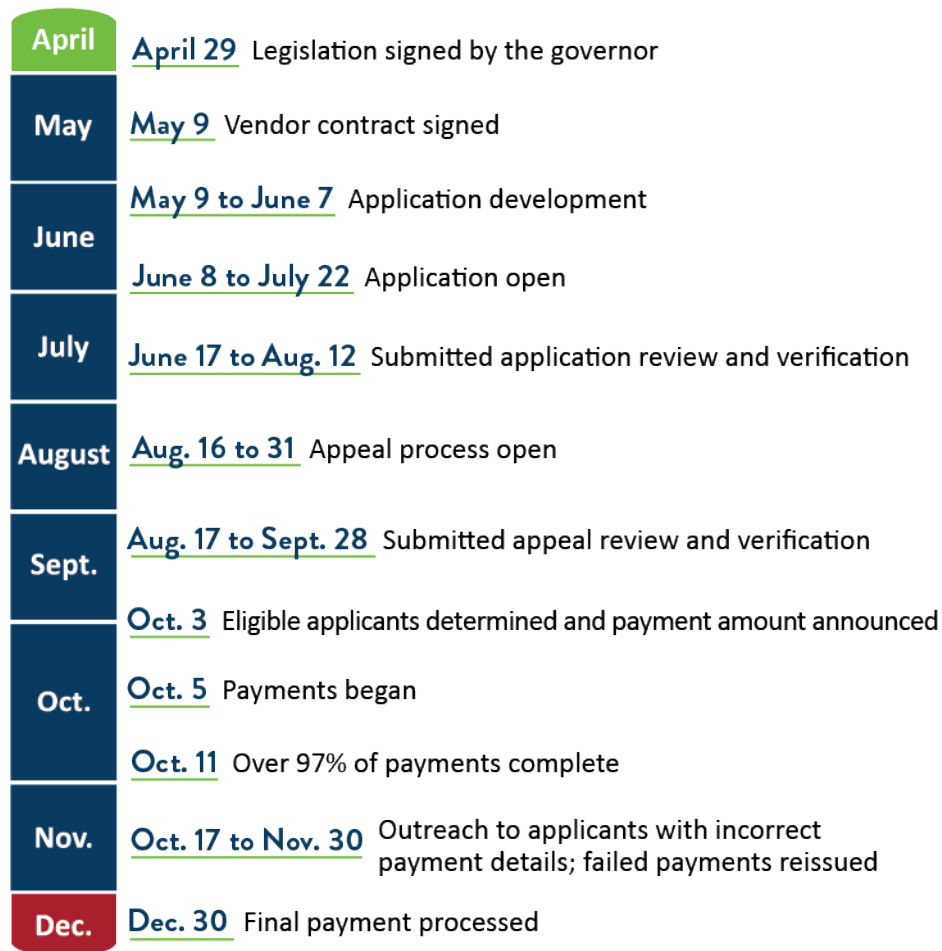 April
April 29 Legislation signed by the governor
May
May 9 Vendor contract signed
May 9 to June 7 Application development
June
June 8 to July 22 Application open
July
June 17 to Aug. 12 Submitted application review and verification
August
Aug. 16 to 31 Appeal process open
Aug. 17 to Sept. 28 Submitted appeal review and verification
Sept.
Oct. 3 Eligible applicants determined and payment amount announced
Oct. 5 Payments began
Oct.
Oct. 11 Over 97% of payments complete
Nov.
Oct. 17 to Nov. 30 Outreach to applicants with incorrect
payment details; failed payments reissued
Dec.
Dec. 30 Final payment processed